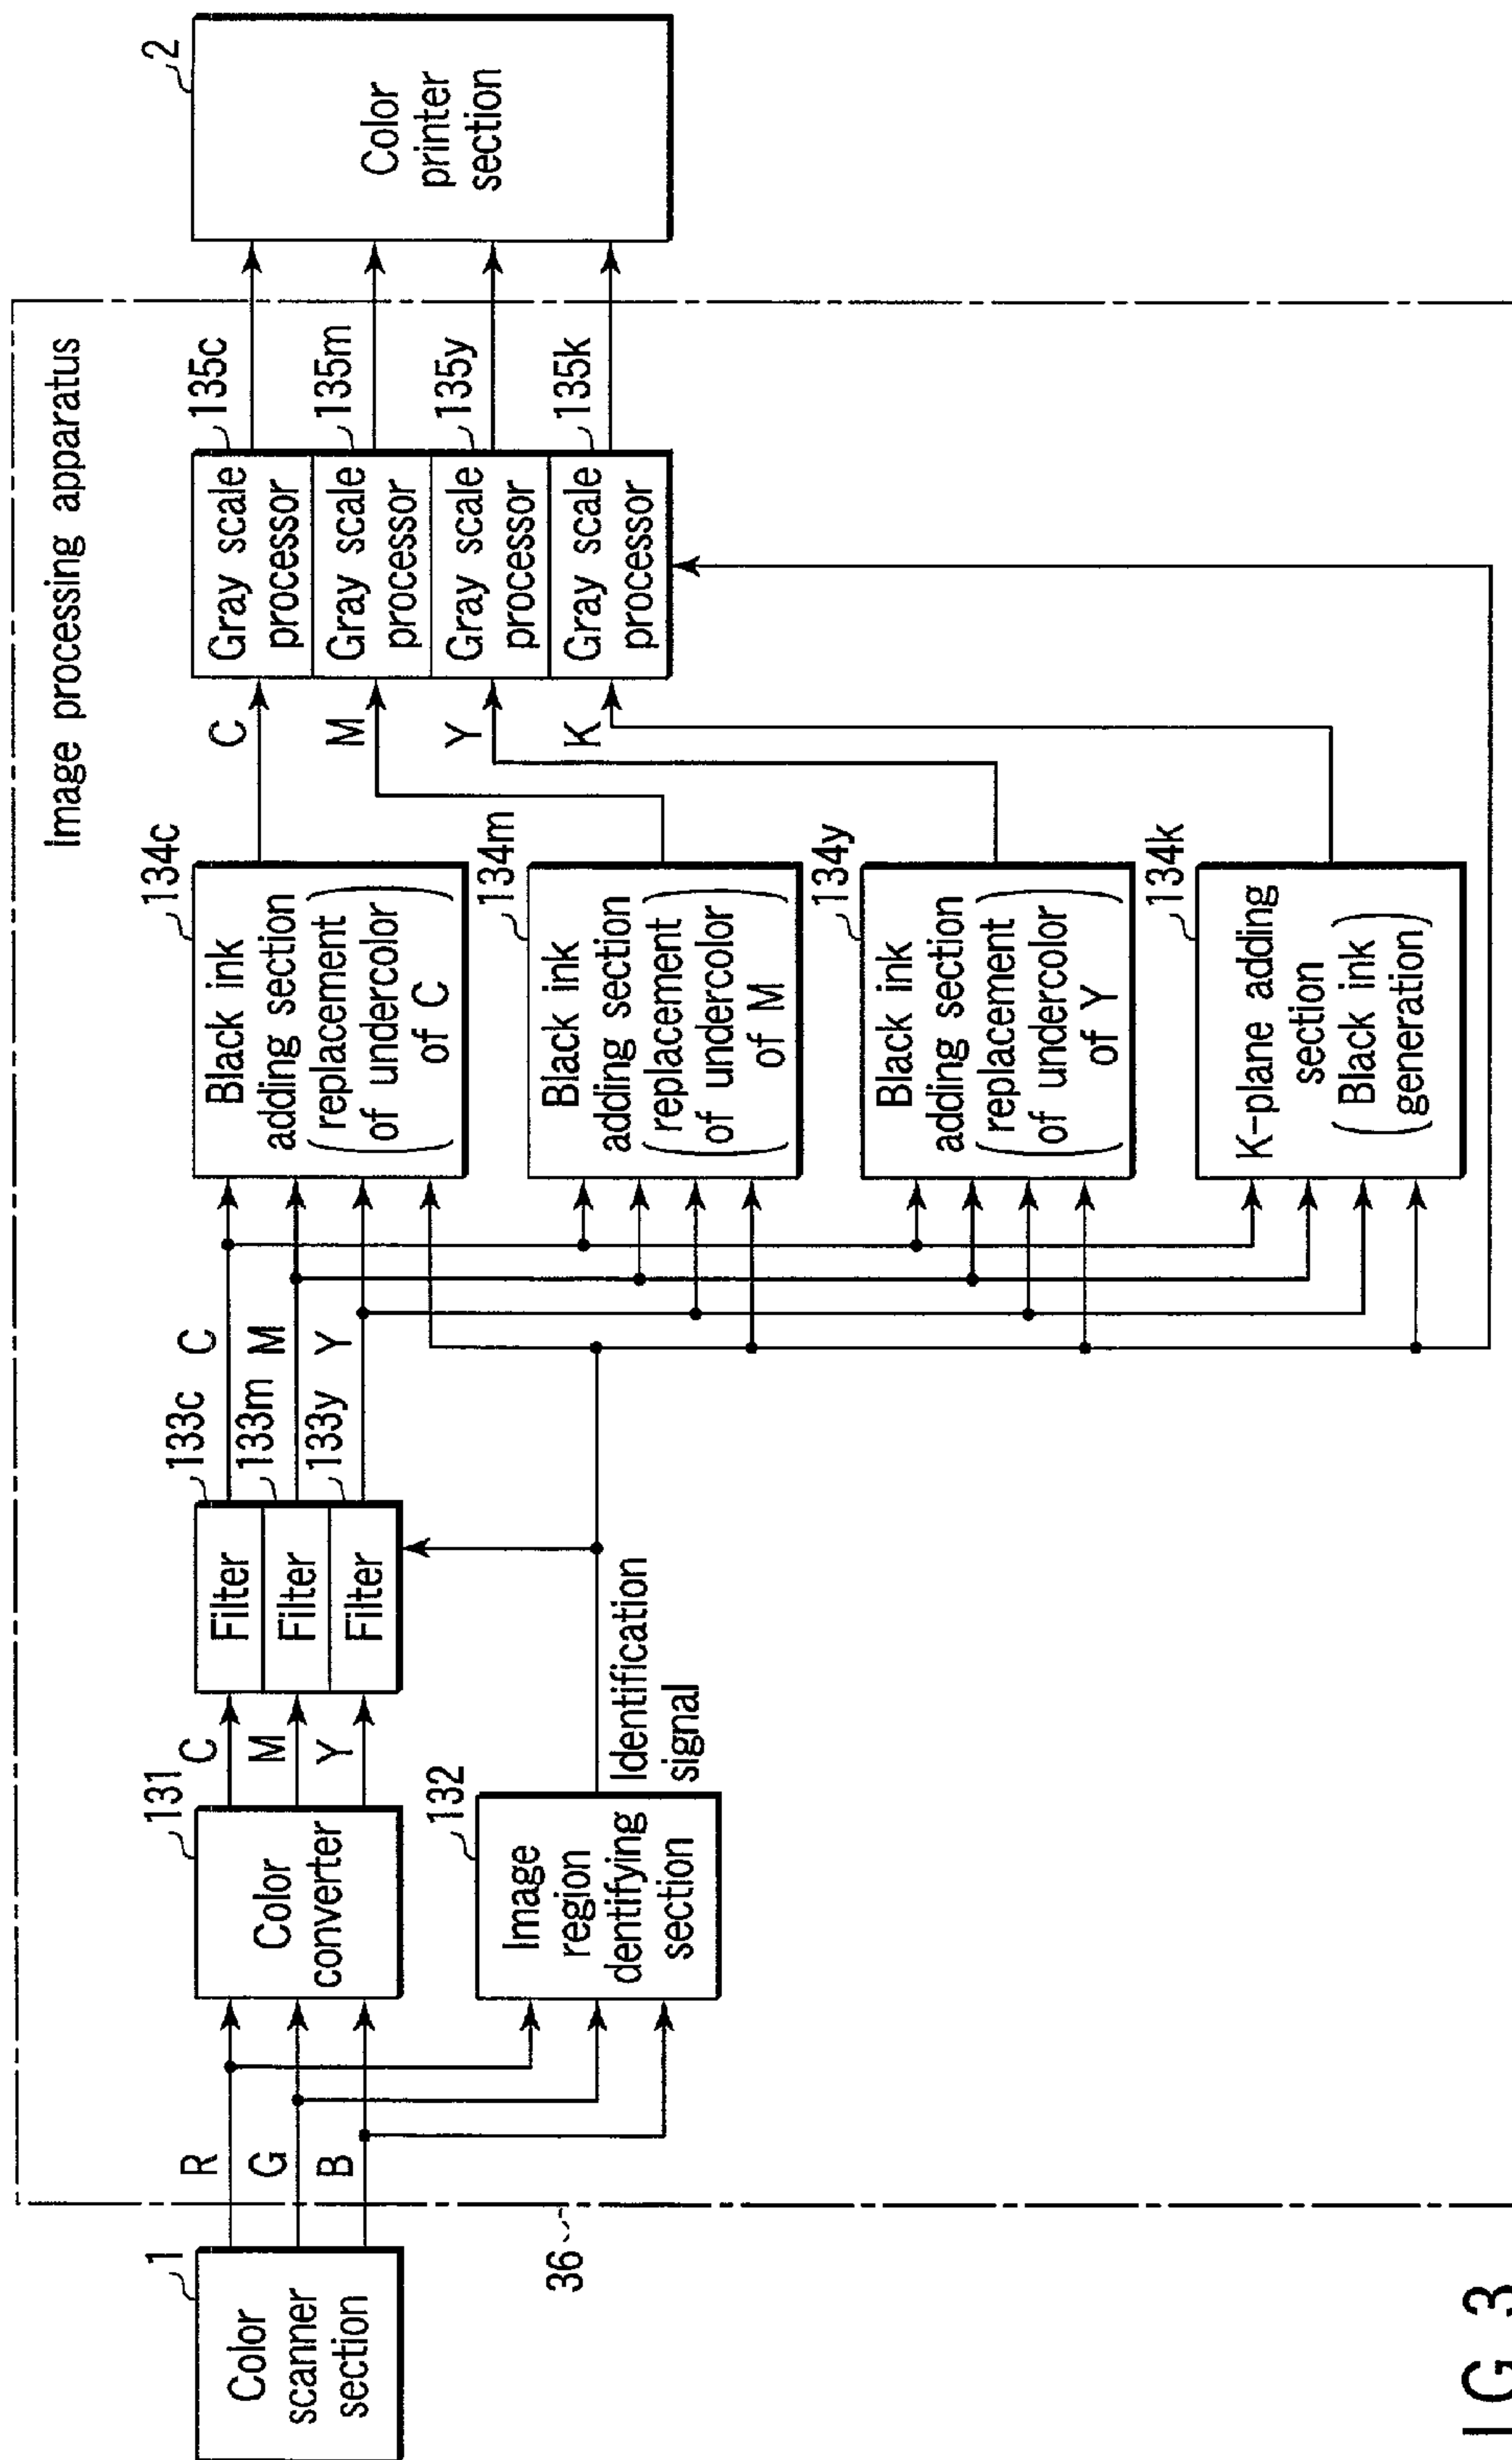 Image processing apparatus
1
Color
scanner
section
36
R
G
B
131
Color
converter
132
Image
region
dentifying
section
C
M
Y
Identification
signal
133c
Filter
133m
Filter
133y
Filter
C
M
Y
134c
Black ink
adding section
replacement
of undercolor
of C
134m
Black ink
adding section
replacement
of undercolor
of M
134y
Black ink
adding section
replacement
of undercolor
of Y
134k
K-plane adding
section
Black ink
generation
C
M
Y
K
135c
Gray scale
processor
135m
Gray scale
processor
135y
Gray scale
processor
135k
Gray scale
processor
2
Color
printer
section
IG. 3